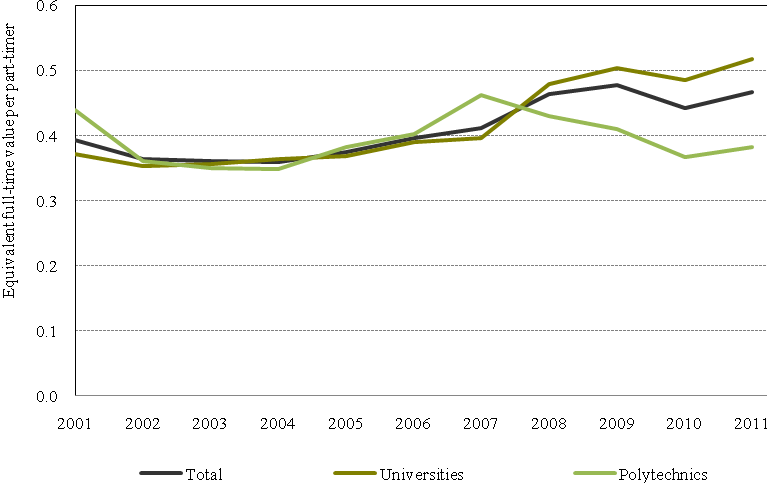 Equivalent full-time value per part-timer
0.6
0.5
0.4
0.3
0.2
0.1
0.0
2001 2002 2003 2004 2005 2006 2007 2008 2009 2010 2011
Total Universities Polytechnics